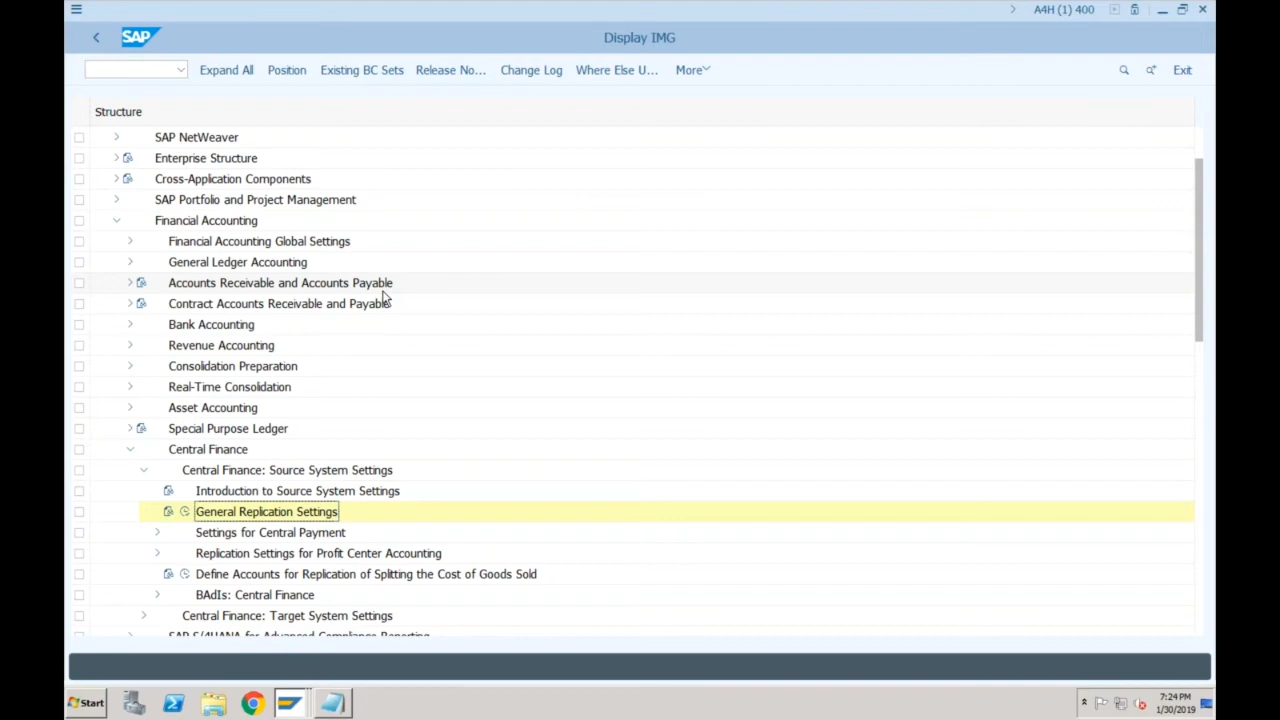 A4H (1) 400
SAP
Display IMG
Expand All Position Existing BC Sets Release No... Change Log Where Else U... More Exit
Structure
SAP NetWeaver
Enterprise Structure
Cross-Application Components
SAP Portfolio and Project Management
Financial Accounting
Financial Accounting Global Settings
General Ledger Accounting
Accounts Receivable and Accounts Payable
Contract Accounts Receivable and Payable
Bank Accounting
Revenue Accounting
Consolidation Preparation
Real-Time Consolidation
Asset Accounting
Special Purpose Ledger
Central Finance
Central Finance: Source System Settings
Introduction to Source System Settings
General Replication Settings
Settings for Central Payment
Replication Settings for Profit Center Accounting
Define Accounts for Replication of Splitting the Cost of Goods Sold
BAdIs: Central Finance
Central Finance: Target System Settings
SAP S/4HANA for Advanced Compliance Reporting
Start
7:24 PM
1/30/2019